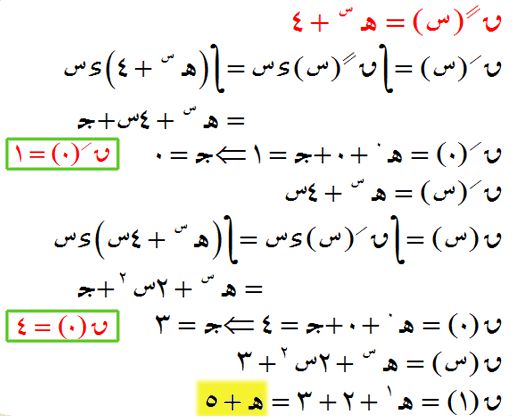 ق″(س) = هـ^س + ٤
ق′(س) = ∫ق″(س) ءس = ∫(هـ^س + ٤) ءس
= هـ^س + ٤س + جـ
ق′(٠) = هـ^٠ + ٠ + جـ = ١ ⇐ جـ = ٠ ق′(٠) = ١
ق′(س) = هـ^س + ٤س
ق(س) = ∫ق′(س) ءس = ∫(هـ^س + ٤س) ءس
= هـ^س + ٢س^٢ + جـ
ق(٠) = هـ^٠ + ٠ + جـ = ٤ ⇐ جـ = ٣ ق(٠) = ٤
ق(س) = هـ^س + ٢س^٢ + ٣
ق(١) = هـ^١ + ٢ + ٣ = هـ + ٥